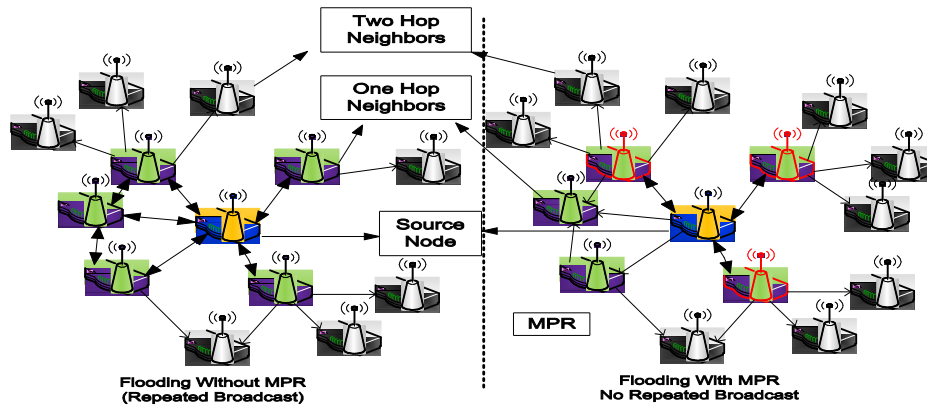 Two Hop
Neighbors
One Hop
Neighbors
Source
Node
MPR
Flooding Without MPR
(Repeated Broadcast)
Flooding With MPR
No Repeated Broadcast